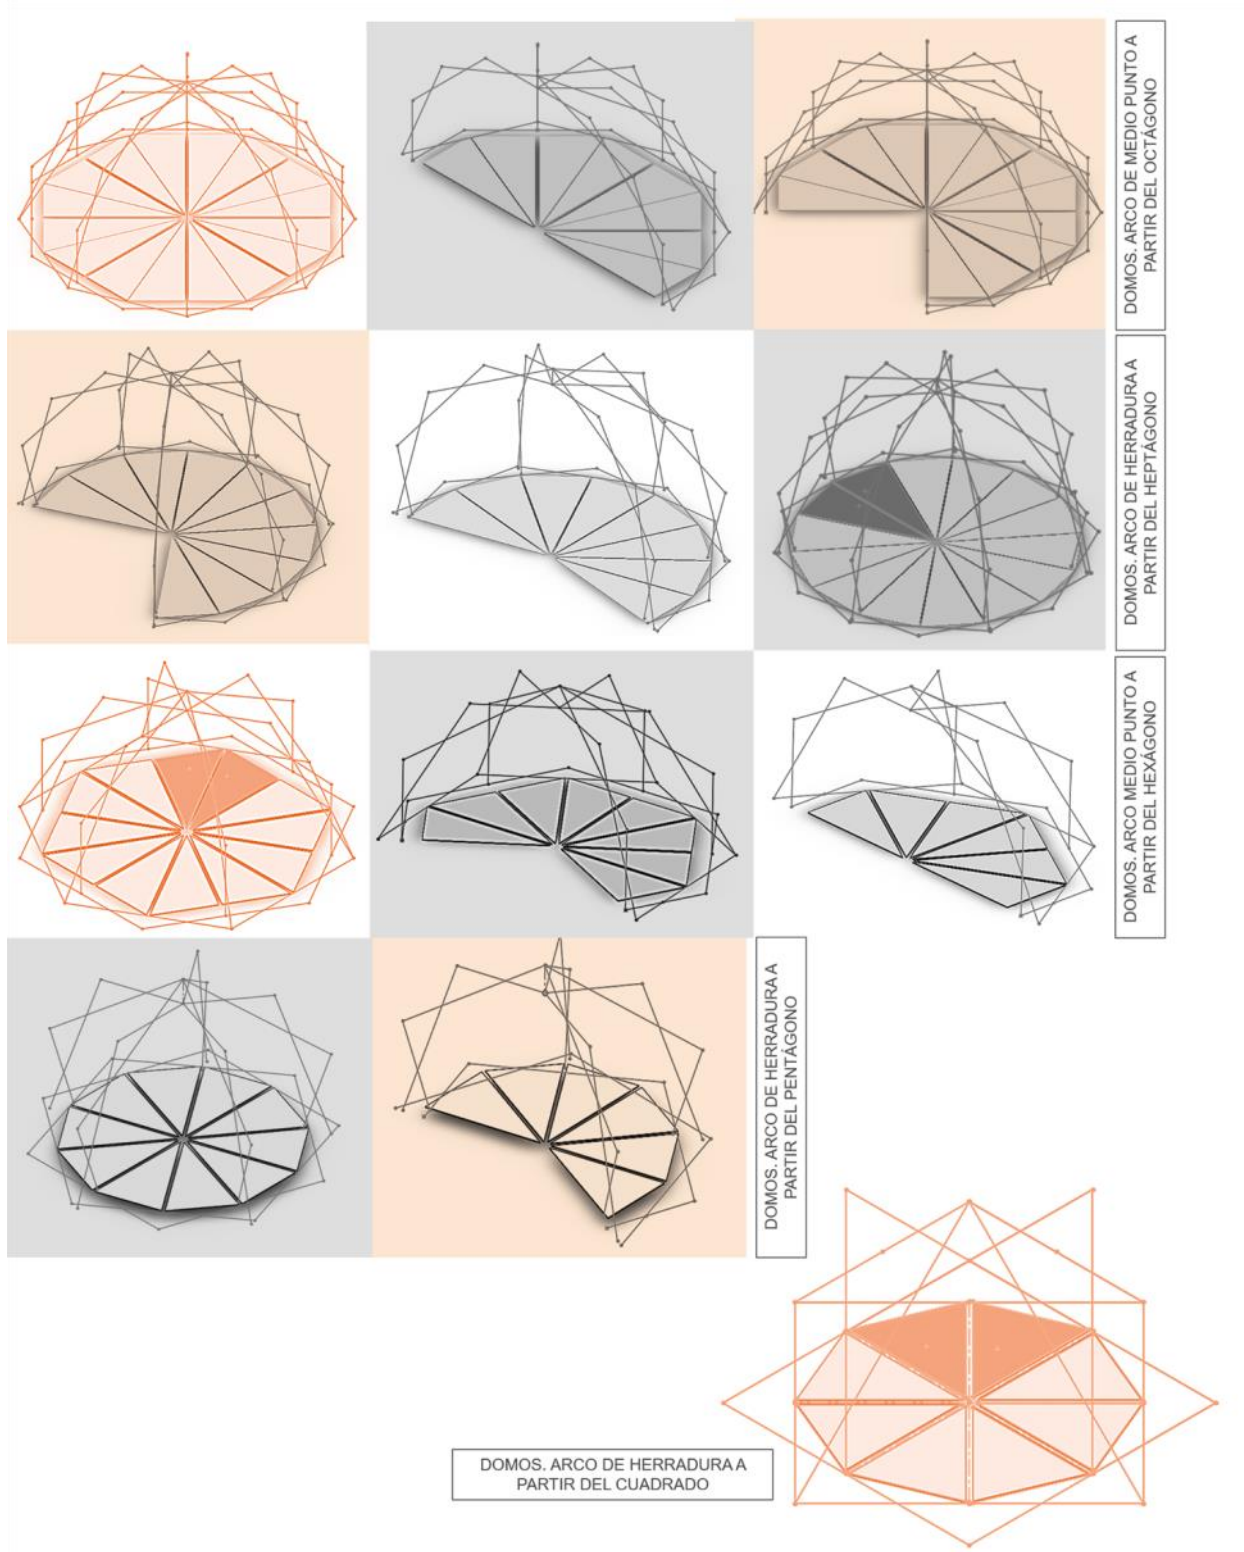 DOMOS. ARCO DE MEDIO PUNTO A
PARTIR DEL OCTÁGONO
DOMOS. ARCO DE HERRADURA A
PARTIR DEL HEPTÁGONO
DOMOS. ARCO MEDIO PUNTO A
PARTIR DEL HEXÁGONO
DOMOS. ARCO DE HERRADURA A
PARTIR DEL PENTÁGONO
DOMOS. ARCO DE HERRADURA A
PARTIR DEL CUADRADO